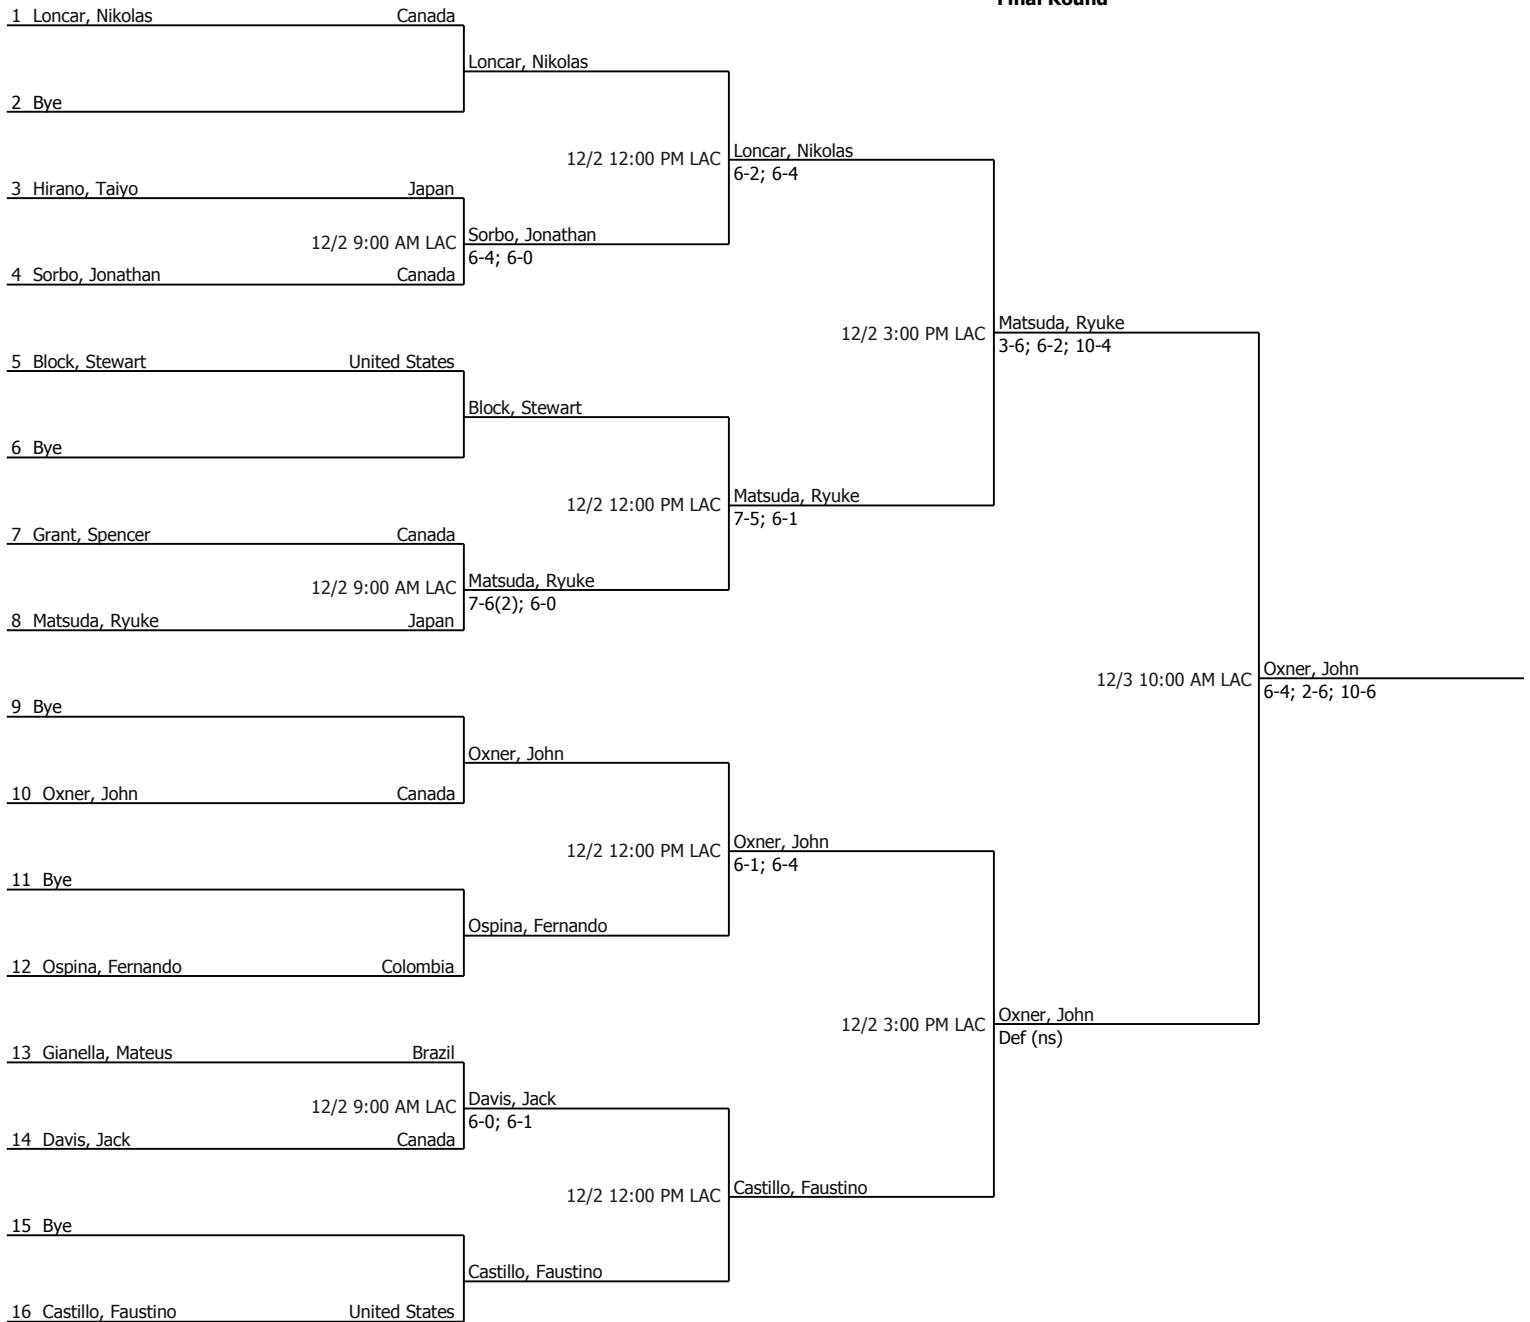 Final Round
1 Loncar, Nikolas Canada
Loncar, Nikolas
2 Bye
12/2 12:00 PM LAC Loncar, Nikolas
6-2; 6-4
3 Hirano, Taiyo Japan
12/2 9:00 AM LAC Sorbo, Jonathan
6-4; 6-0
4 Sorbo, Jonathan Canada
12/2 3:00 PM LAC Matsuda, Ryuke
3-6; 6-2; 10-4
5 Block, Stewart United States
Block, Stewart
6 Bye
12/2 12:00 PM LAC Matsuda, Ryuke
7-5; 6-1
7 Grant, Spencer Canada
12/2 9:00 AM LAC Matsuda, Ryuke
7-6(2); 6-0
8 Matsuda, Ryuke Japan
12/3 10:00 AM LAC Oxner, John
6-4; 2-6; 10-6
9 Bye
Oxner, John
10 Oxner, John Canada
12/2 12:00 PM LAC Oxner, John
6-1; 6-4
11 Bye
Ospina, Fernando
12 Ospina, Fernando Colombia
12/2 3:00 PM LAC Oxner, John
Def (ns)
13 Gianella, Mateus Brazil
12/2 9:00 AM LAC Davis, Jack
6-0; 6-1
14 Davis, Jack Canada
12/2 12:00 PM LAC Castillo, Faustino
15 Bye
Castillo, Faustino
16 Castillo, Faustino United States